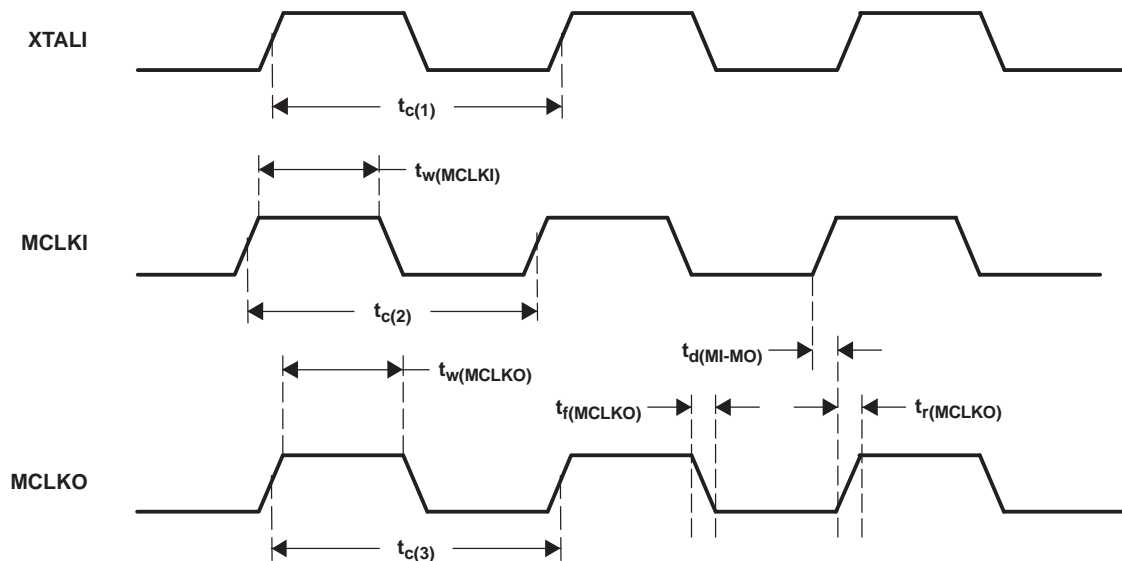 XTALI
tc(1)
tw(MCLKI)
MCLKI
tc(2)
td(MI-MO)
tw(MCLKO)
tf(MCLKO)
tr(MCLKO)
MCLKO
tc(3)